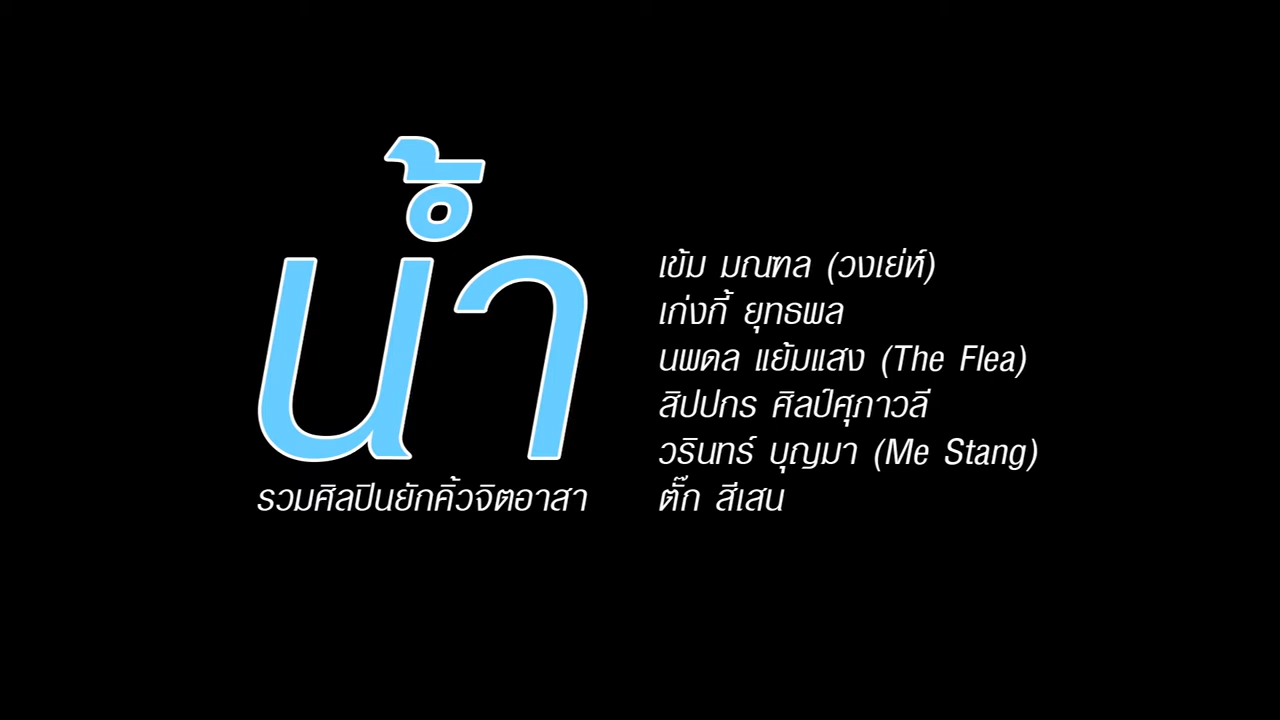 น้ำ
รวมศิลปินยักคิ้วจิตอาสา
เข้ม มณฑล (วงเย่ห์)
เก่งกี้ ยุทธพล
นพดล แย้มแสง (The Flea)
สิปปกร ศิลป์ศุภาวลี
วรินทร์ บุญมา (Me Stang)
ตั๊ก สีเสน